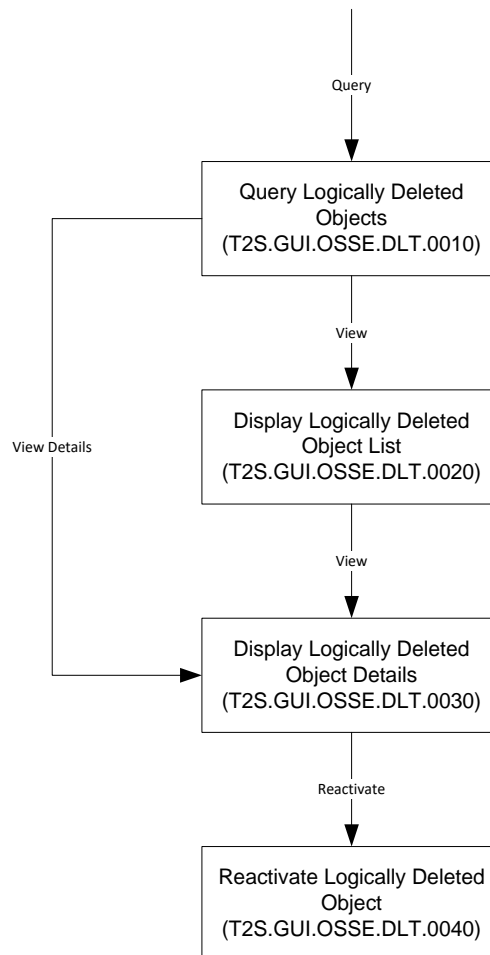 Query
Query Logically Deleted
Objects
(T2S.GUI.OSSE.DLT.0010)
View
Display Logically Deleted
Object List
(T2S.GUI.OSSE.DLT.0020)
View Details
View
Display Logically Deleted
Object Details
(T2S.GUI.OSSE.DLT.0030)
Reactivate
Reactivate Logically Deleted
Object
(T2S.GUI.OSSE.DLT.0040)